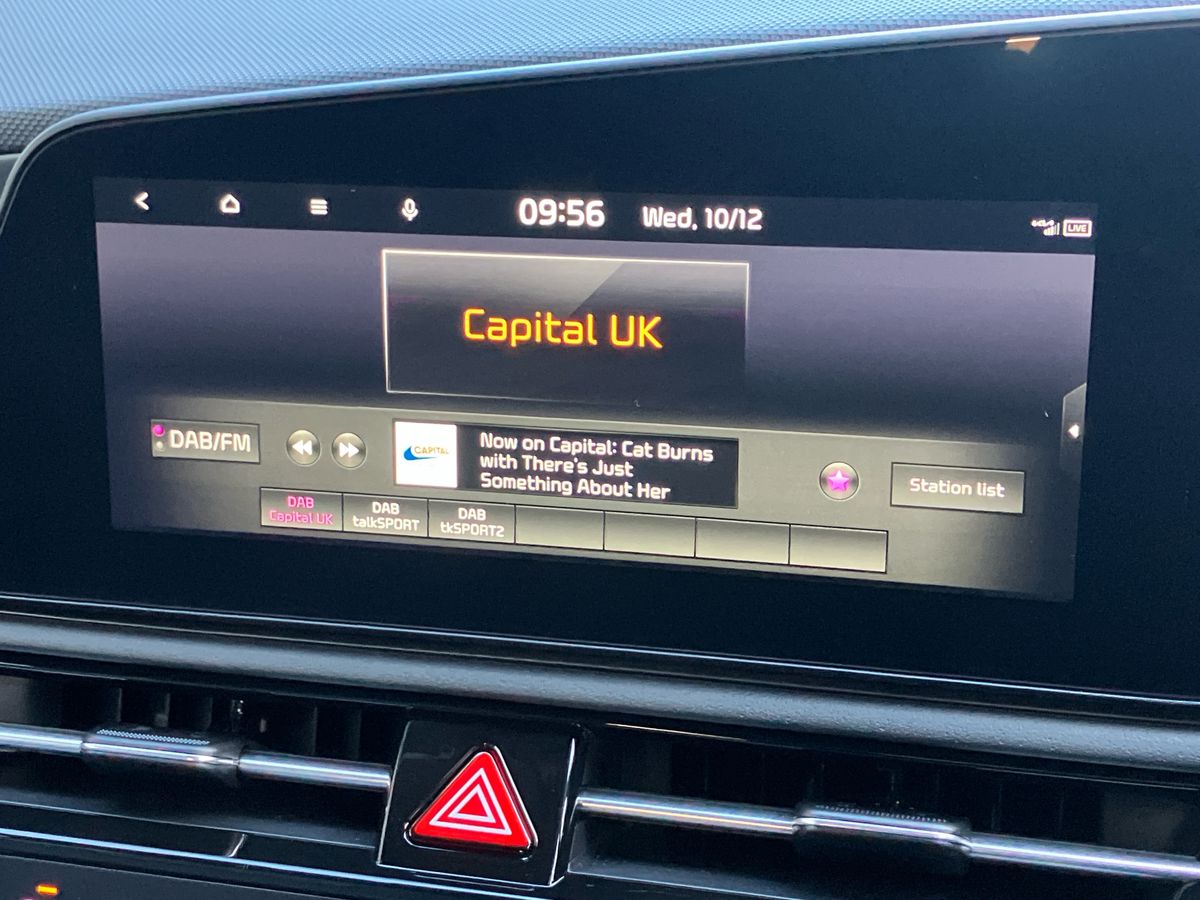 09:56 Wed, 10/12
LIVE
Capital UK
DAB/FM
CAPITAL
Now on Capital: Cat Burns
with There's Just
Something About Her
Station list
DAB
Capital UK
DAB
talkSPORT
DAB
tkSPORT2